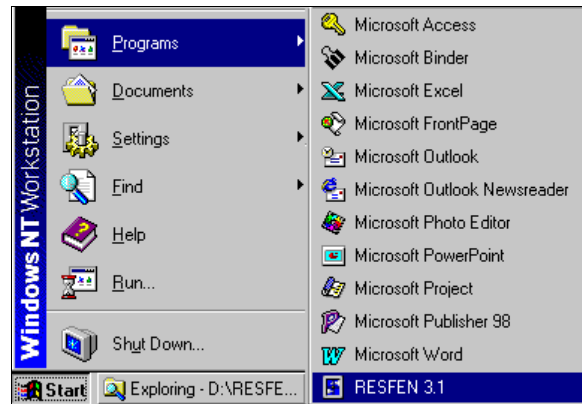 Windows NT Workstation
Programs
Documents
Settings
Find
Help
Run...
Shut Down...
Microsoft Access
Microsoft Binder
Microsoft Excel
Microsoft FrontPage
Microsoft Outlook
Microsoft Outlook Newsreader
Microsoft Photo Editor
Microsoft PowerPoint
Microsoft Project
Microsoft Publisher 98
Microsoft Word
RESFEN 3.1
Start
Exploring - D:\RESFE...